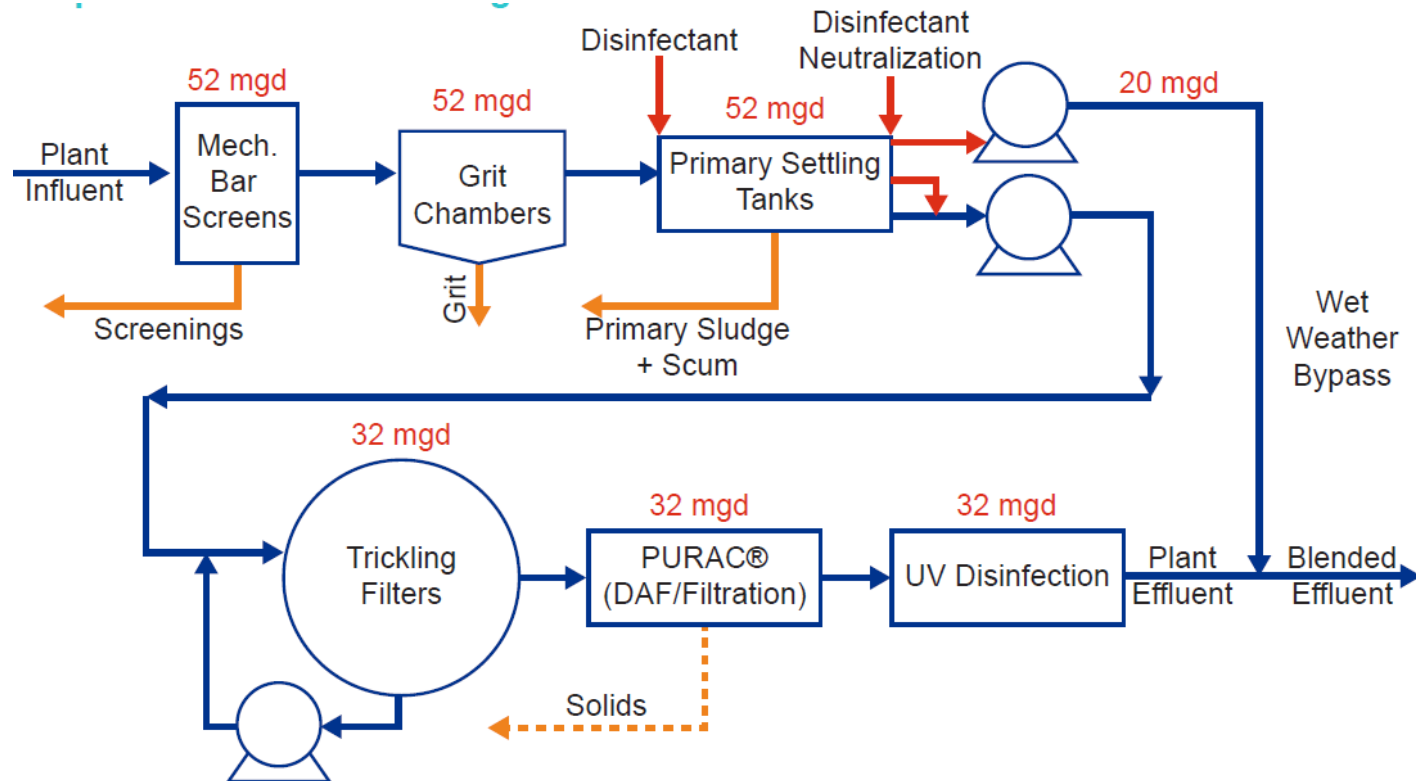 Disinfectant
Disinfectant
Neutralization
52 mgd
52 mgd
52 mgd
20 mgd
Plant
Influent
Mech.
Bar
Screens
Grit
Chambers
Primary Settling
Tanks
Screenings
Grit
Primary Sludge
+ Scum
Wet
Weather
Bypass
32 mgd
32 mgd
32 mgd
Trickling
Filters
PURAC®
(DAF/Filtration)
UV Disinfection
Plant
Effluent
Blended
Effluent
Solids